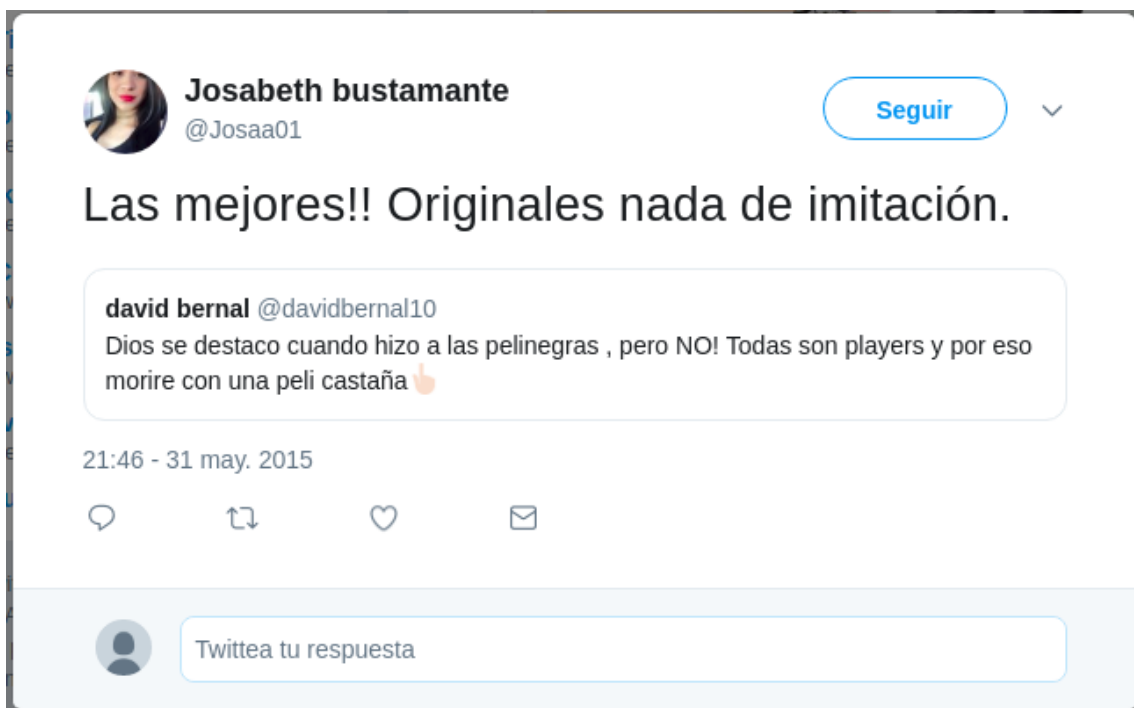 Josabeth bustamante
@Josaa01
Seguir
Las mejores!! Originales nada de imitación.
david bernal @davidbernal10
Dios se destaco cuando hizo a las pelinegras , pero NO! Todas son players y por eso
morire con una peli castaña👆🏻
21:46 - 31 may. 2015
Twittea tu respuesta